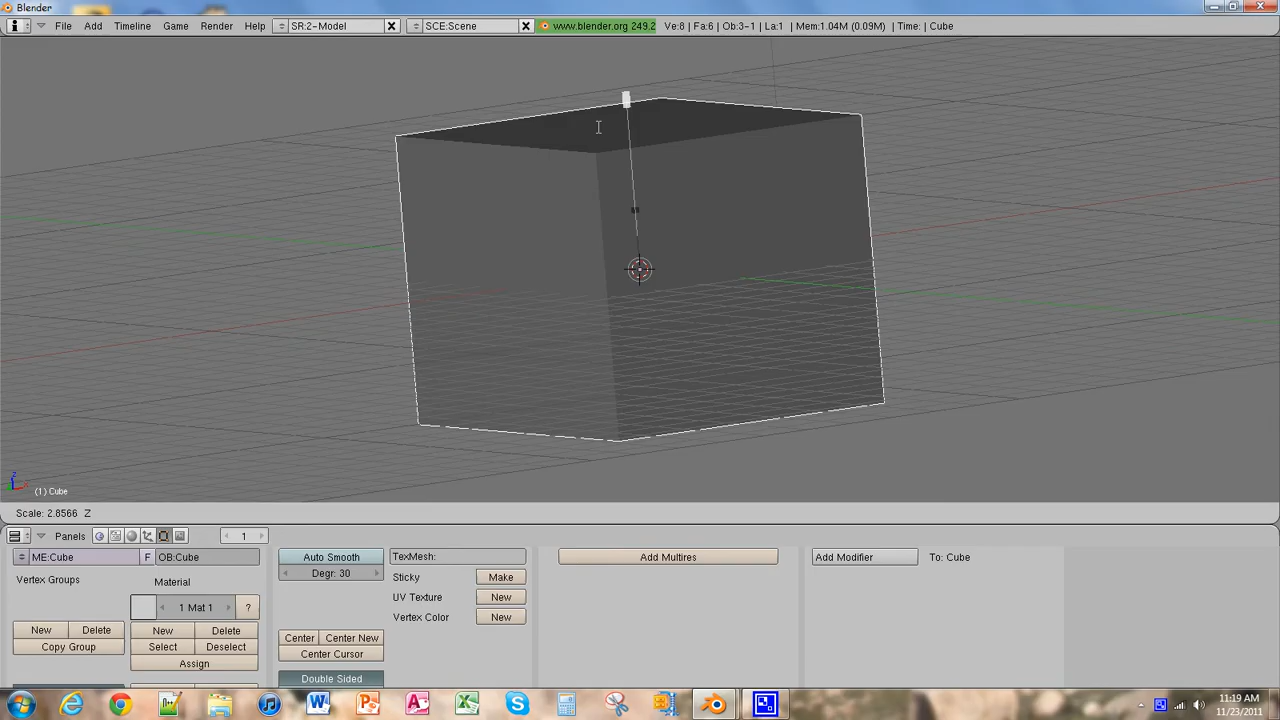 Blender
File Add Timeline Game Render Help SR:2-Model SCE:Scene www.blender.org 249.2 Ve:8 | Fa:6 | Ob:3-1 | La:1 | Mem:1.04M (0.09M) | Time: | Cube
z
(1) Cube
Scale: 2.8566 Z
Panels 1
ME:Cube F OB:Cube Auto Smooth TexMesh: Add Multires Add Modifier To: Cube
Vertex Groups Material Degr: 30 Sticky Make
1 Mat 1 ? UV Texture New
New Delete New Delete Vertex Color New
Copy Group Select Deselect Center Center New
Assign Center Cursor
Double Sided
11:19 AM
11/23/2011